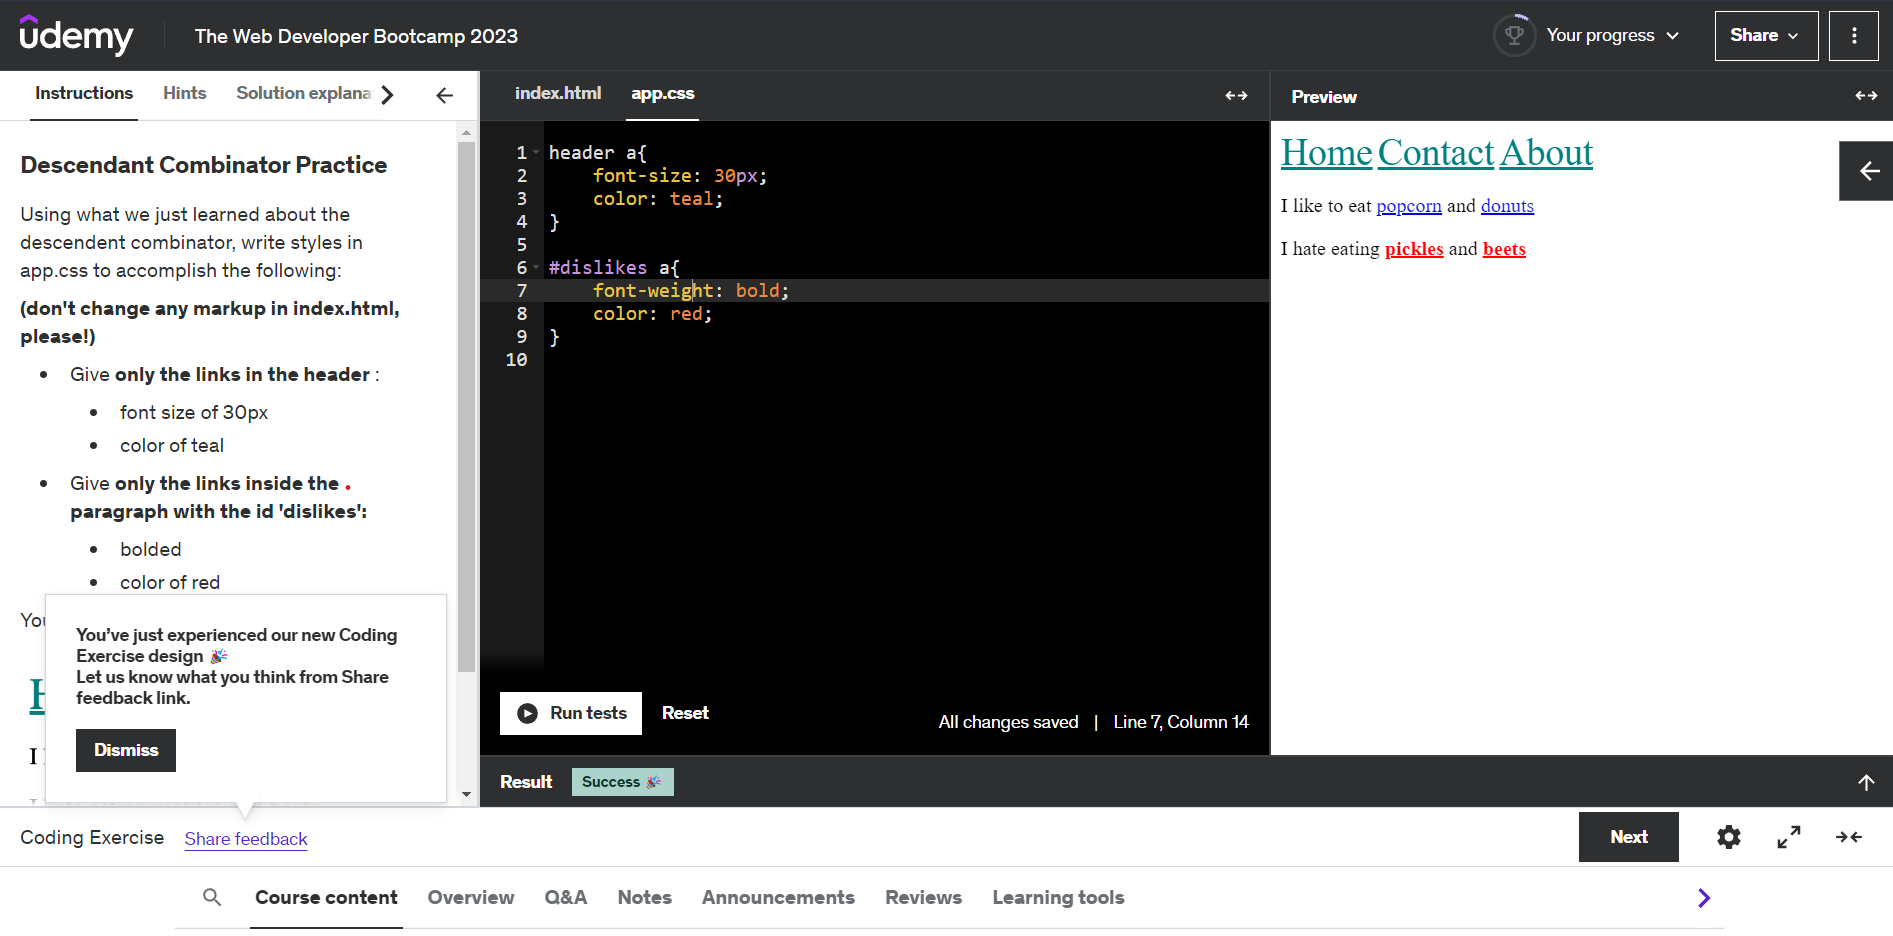 udemy
The Web Developer Bootcamp 2023
Your progress
Share
Instructions Hints Solution explana
Descendant Combinator Practice
Using what we just learned about the
descendent combinator, write styles in
app.css to accomplish the following:
(don't change any markup in index.html,
please!)
Give only the links in the header :
font size of 30px
color of teal
Give only the links inside the .
paragraph with the id 'dislikes':
bolded
color of red
You've just experienced our new Coding
Exercise design 🎉
Let us know what you think from Share
feedback link.
Dismiss
index.html app.css
1 header a{
2 font-size: 30px;
3 color: teal;
4 }
5
6 #dislikes a{
7 font-weight: bold;
8 color: red;
9 }
10
Run tests Reset
All changes saved | Line 7, Column 14
Result Success 🎉
Preview
Home Contact About
I like to eat popcorn and donuts
I hate eating pickles and beets
Coding Exercise Share feedback
Next
Course content Overview Q&A Notes Announcements Reviews Learning tools